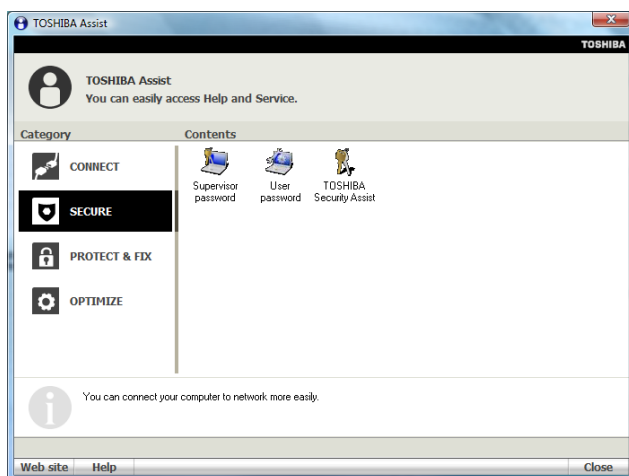 TOSHIBA Assist
TOSHIBA
TOSHIBA Assist
You can easily access Help and Service.
Category
Contents
CONNECT
SECURE
PROTECT & FIX
OPTIMIZE
Supervisor password
User password
TOSHIBA Security Assist
You can connect your computer to network more easily.
Web site
Help
Close